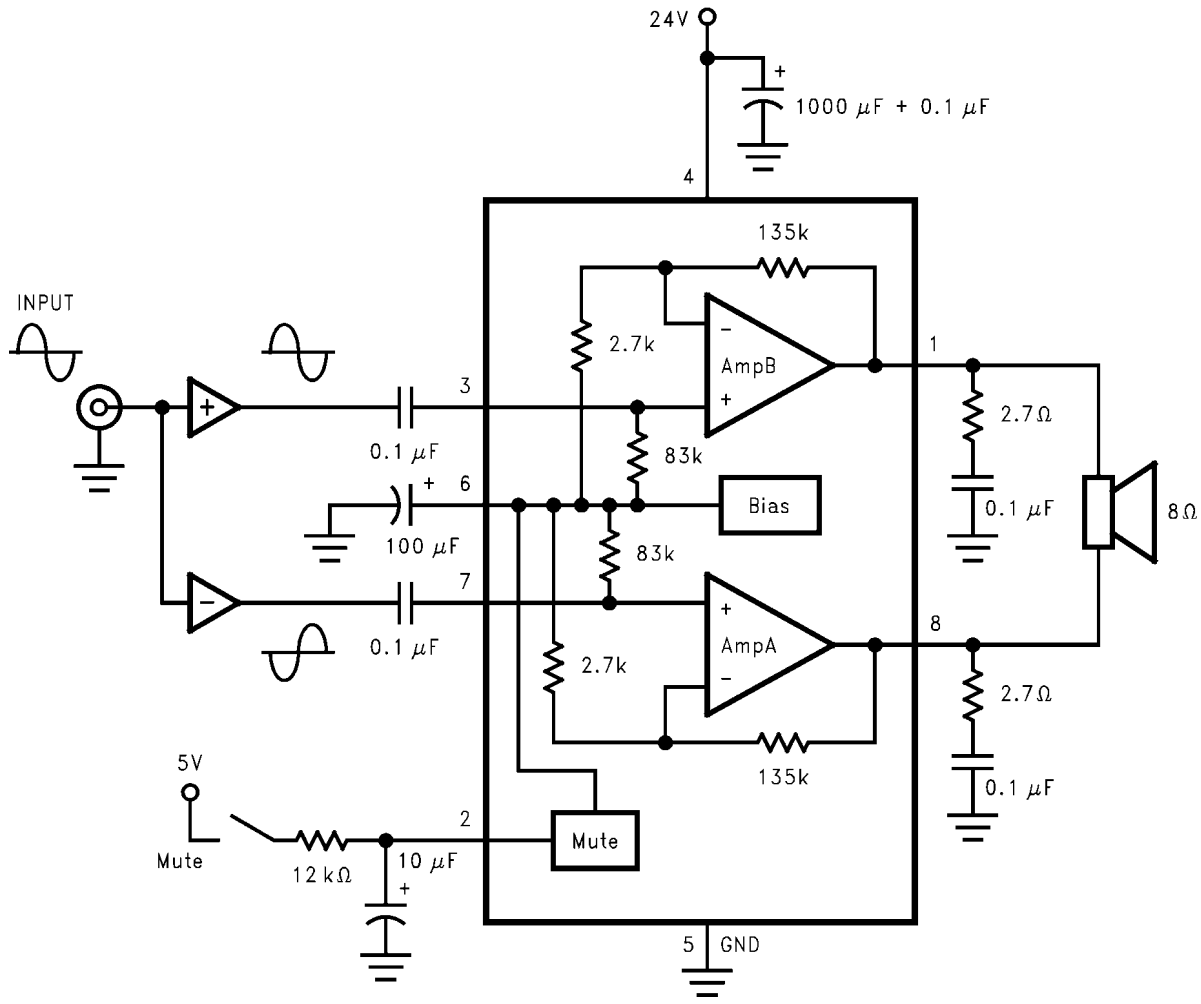 24V
+
1000 µF + 0.1 µF
4
135k
INPUT
2.7k
−
AmpB
+
1
3
+
0.1 µF
83k
2.7Ω
6
+
Bias
0.1 µF
8Ω
100 µF
83k
7
−
0.1 µF
+
AmpA
−
8
2.7k
2.7Ω
135k
0.1 µF
5V
Mute
2
12 kΩ
10 µF
+
Mute
5 GND